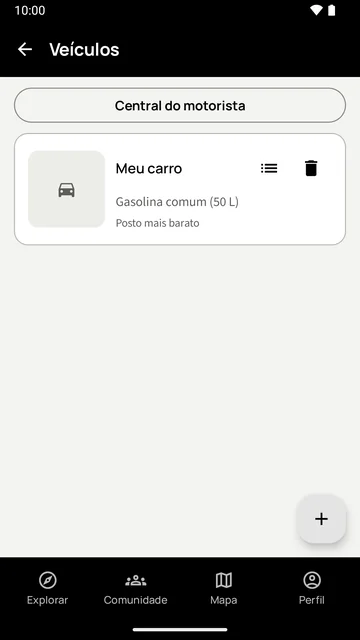 10:00
Veículos
Central do motorista
Meu carro
Gasolina comum (50 L)
Posto mais barato
Explorar
Comunidade
Mapa
Perfil